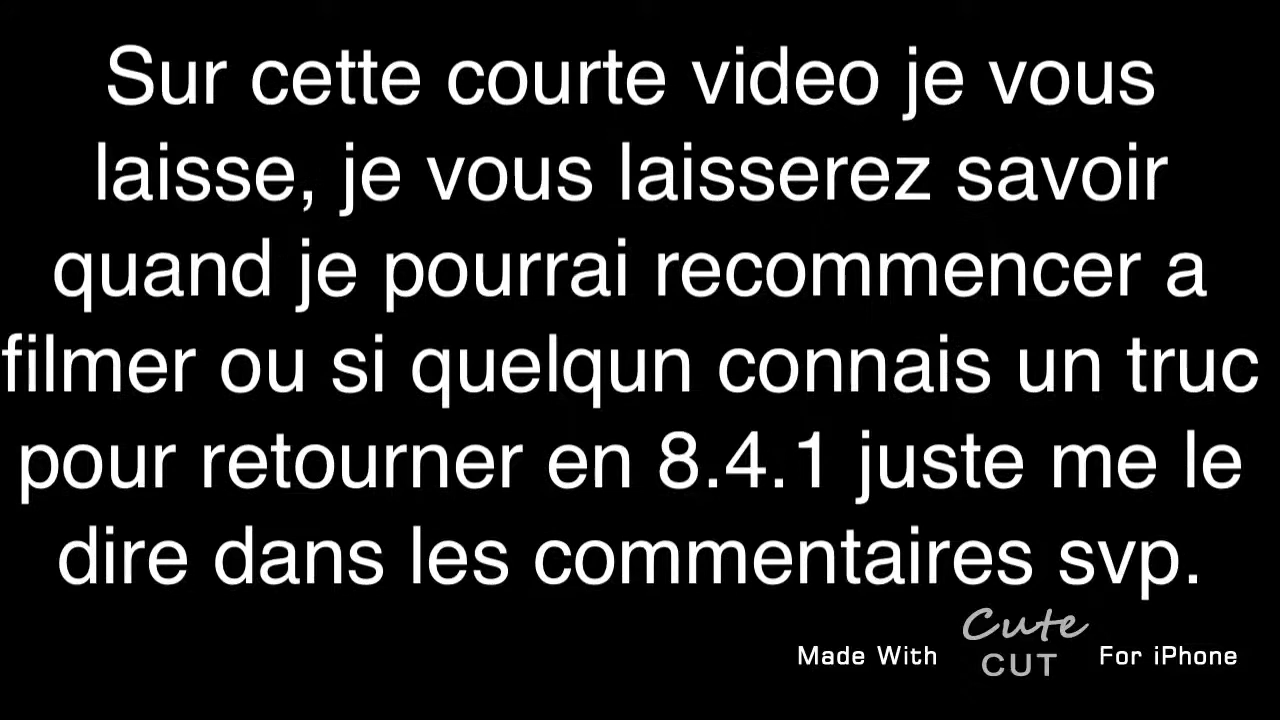 Sur cette courte video je vous
laisse, je vous laisserez savoir
quand je pourrai recommencer a
filmer ou si quelqun connais un truc
pour retourner en 8.4.1 juste me le
dire dans les commentaires svp.
Made With Cute CUT For iPhone